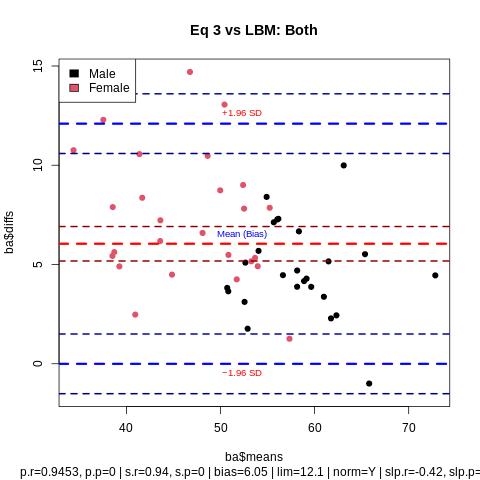 Eq 3 vs LBM: Both
Male
Female
+1.96 SD
Mean (Bias)
−1.96 SD
ba$diffs
0
5
10
15
40
50
60
70
ba$means
p.r=0.9453, p.p=0 | s.r=0.94, s.p=0 | bias=6.05 | lim=12.1 | norm=Y | slp.r=-0.42, slp.p=